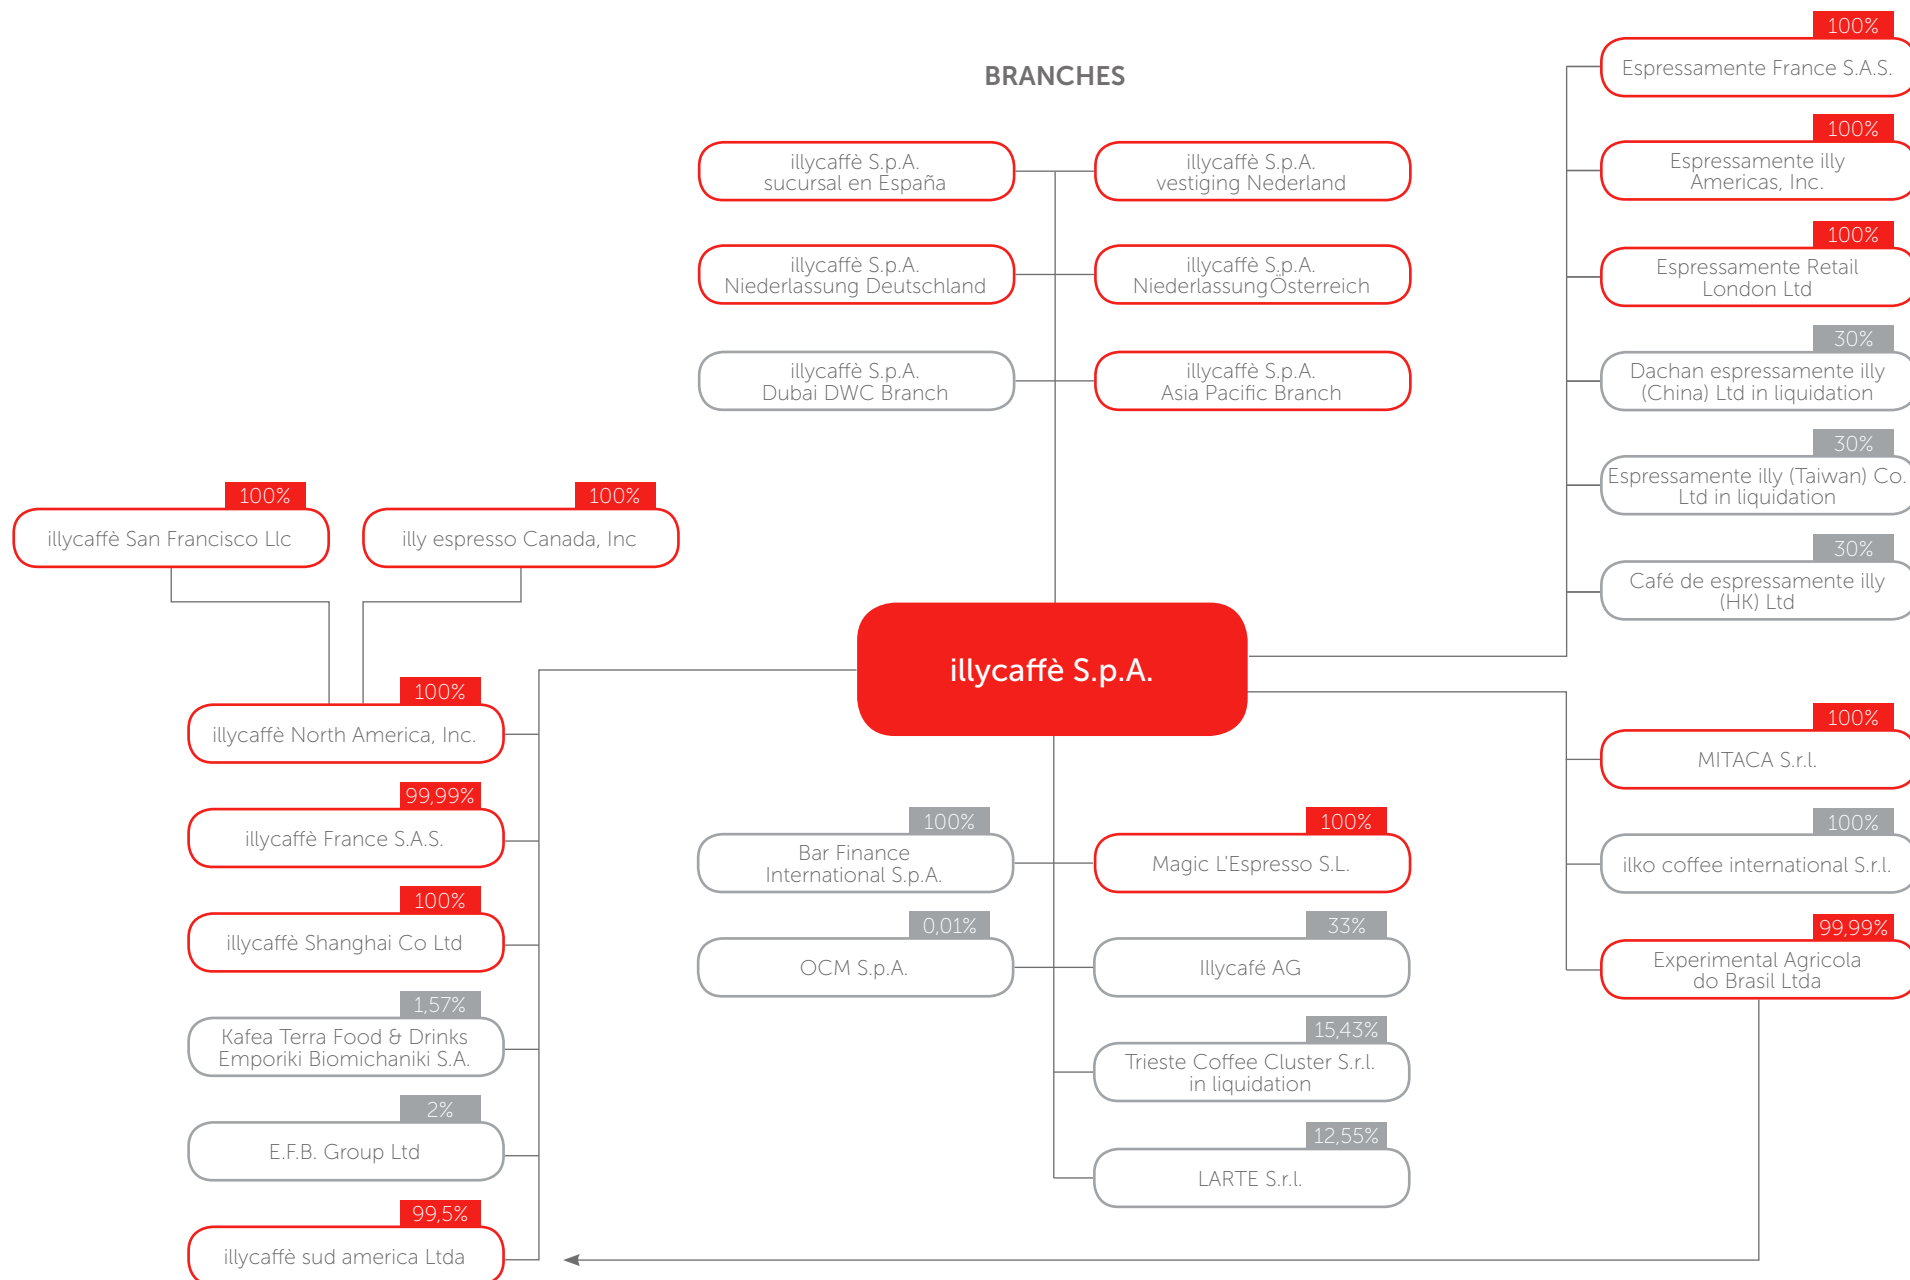 BRANCHES
illycaffè S.p.A.
sucursal en España
illycaffè S.p.A.
vestiging Nederland
illycaffè S.p.A.
Niederlassung Deutschland
illycaffè S.p.A.
NiederlassungÖsterreich
illycaffè S.p.A.
Dubai DWC Branch
illycaffè S.p.A.
Asia Pacific Branch
100%
Espressamente France S.A.S.
100%
Espressamente illy
Americas, Inc.
100%
Espressamente Retail
London Ltd
30%
Dachan espressamente illy
(China) Ltd in liquidation
30%
Espressamente illy (Taiwan) Co.
Ltd in liquidation
30%
Café de espressamente illy
(HK) Ltd
100%
illycaffè San Francisco Llc
100%
illy espresso Canada, Inc
illycaffè S.p.A.
100%
illycaffè North America, Inc.
99,99%
illycaffè France S.A.S.
100%
illycaffè Shanghai Co Ltd
1,57%
Kafea Terra Food & Drinks
Emporiki Biomichaniki S.A.
2%
E.F.B. Group Ltd
99,5%
illycaffè sud america Ltda
100%
Bar Finance
International S.p.A.
0,01%
OCM S.p.A.
100%
Magic L'Espresso S.L.
33%
Illycafé AG
15,43%
Trieste Coffee Cluster S.r.l.
in liquidation
12,55%
LARTE S.r.l.
100%
MITACA S.r.l.
100%
ilko coffee international S.r.l.
99,99%
Experimental Agricola
do Brasil Ltda